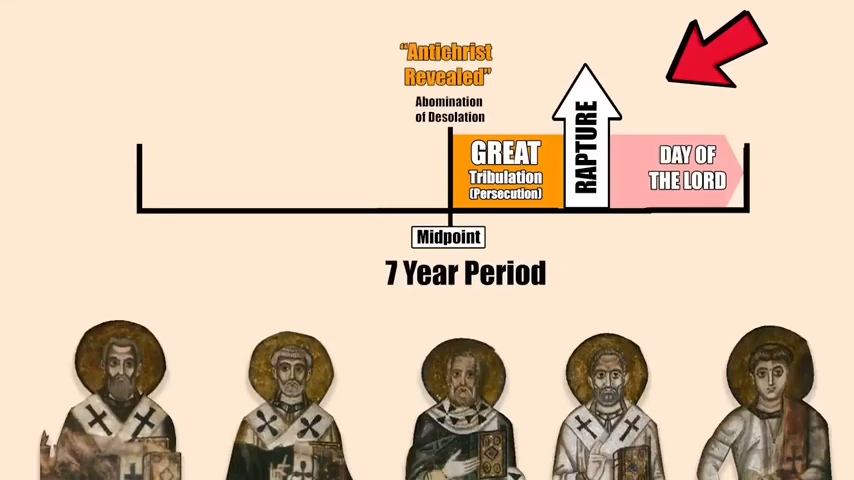 “Antichrist
Revealed”
Abomination
of Desolation
GREAT
Tribulation
(Persecution)
RAPTURE
DAY OF
THE LORD
Midpoint
7 Year Period